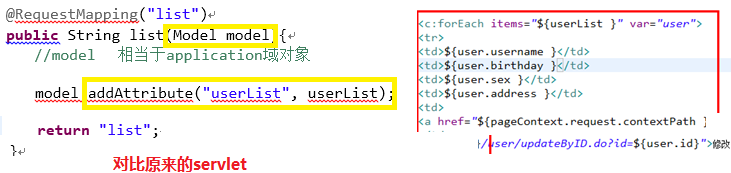 @RequestMapping("list")
public String list(Model model){
//model 相当于application域对象
model.addAttribute("userList", userList);
return "list";
}
对比原来的servlet
<c:forEach items="${userList }" var="user">
<tr>
<td>${user.username }</td>
<td>${user.birthday }</td>
<td>${user.sex }</td>
<td>${user.address }</td>
<td>
<a href="${pageContext.request.contextPath }
/user/updateByID.do?id=${user.id}">修改